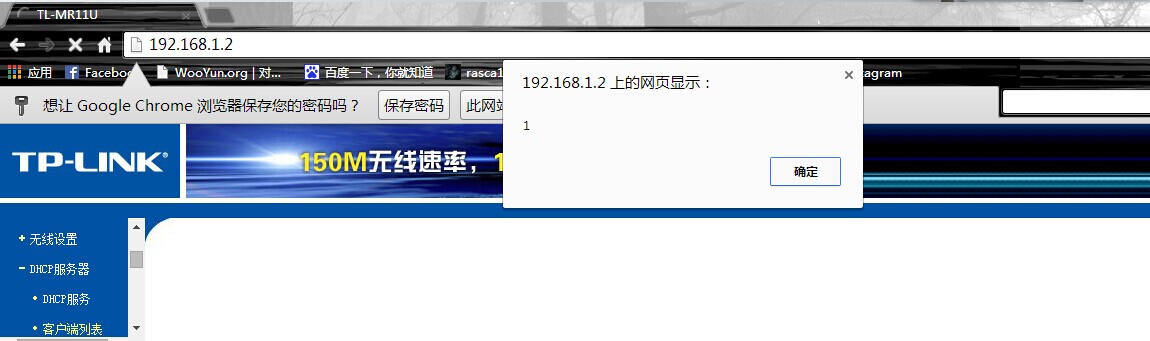 TL-MR11U
192.168.1.2
应用 Facebo WooYun.org | 对... 百度一下，你就知道 rasca1 tagram
想让 Google Chrome 浏览器保存您的密码吗？ 保存密码 此网站
192.168.1.2 上的网页显示：
1
确定
TP-LINK®
150M无线速率，1
无线设置
DHCP服务器
DHCP服务
客户端列表